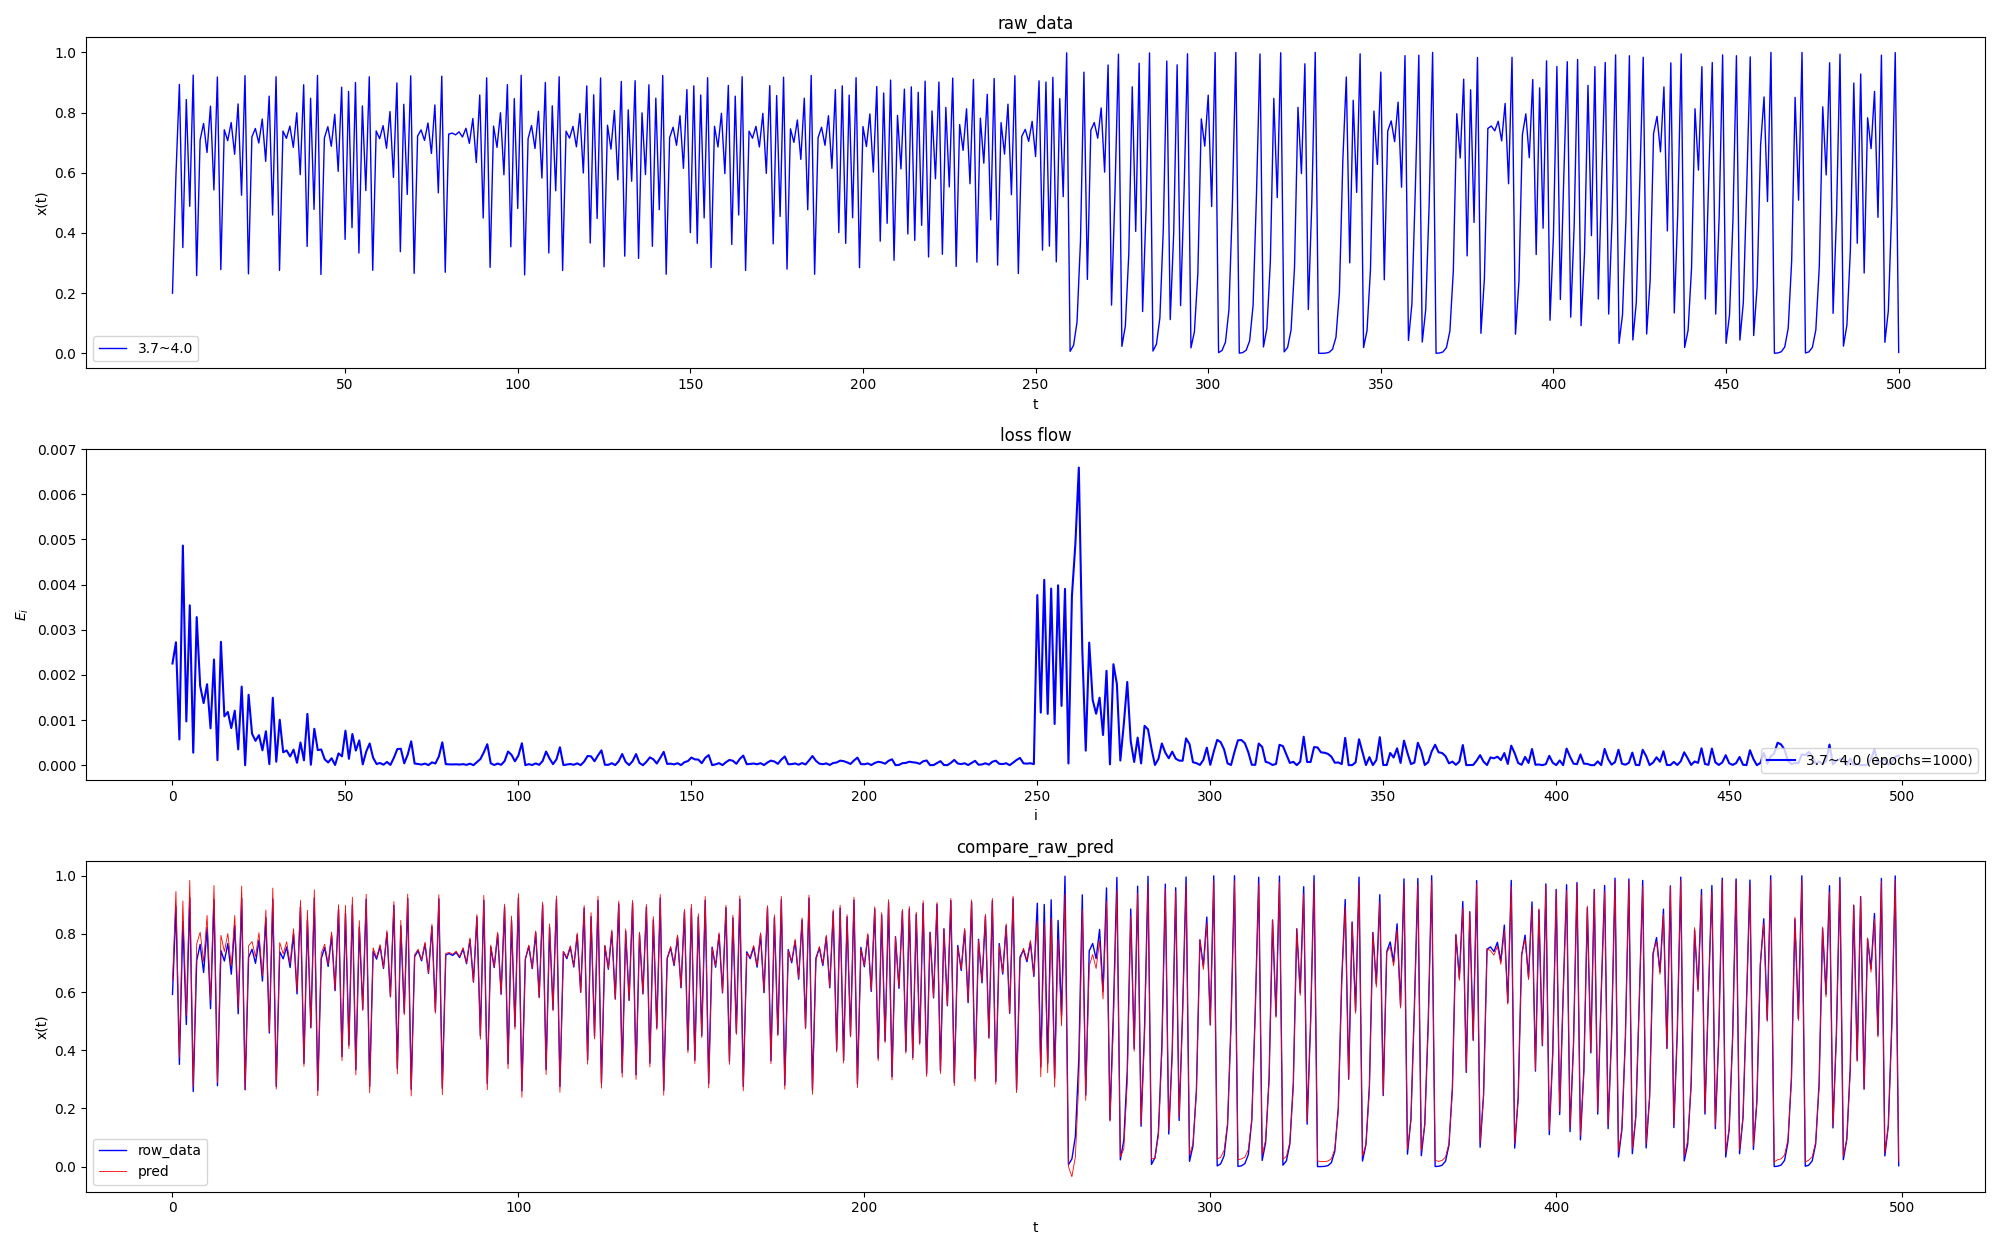 raw_data
1.0
0.8
0.6
0.4
0.2
0.0
x(t)
3.7~4.0
50 100 150 200 250 300 350 400 450 500
t
loss flow
0.007
0.006
0.005
0.004
0.003
0.002
0.001
0.000
E_i
3.7~4.0 (epochs=1000)
0 50 100 150 200 250 300 350 400 450 500
i
compare_raw_pred
1.0
0.8
0.6
0.4
0.2
0.0
x(t)
row_data
pred
0 100 200 300 400 500
t